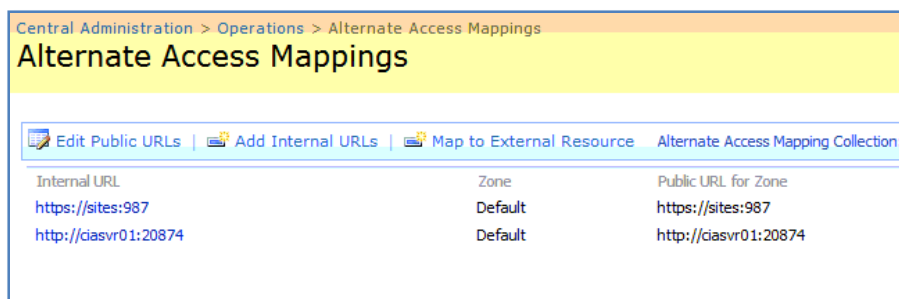 Central Administration > Operations > Alternate Access Mappings
Alternate Access Mappings
Edit Public URLs | Add Internal URLs | Map to External Resource Alternate Access Mapping Collection:
Internal URL Zone Public URL for Zone
https://sites:987 Default https://sites:987
http://ciasvr01:20874 Default http://ciasvr01:20874